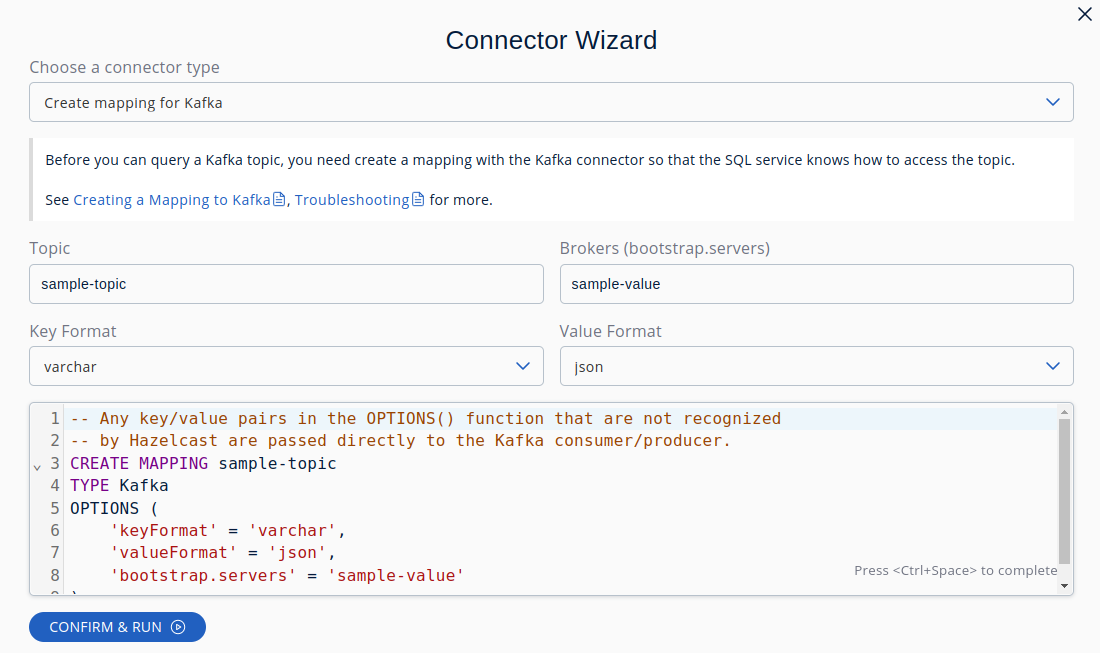 Connector Wizard
Choose a connector type
Create mapping for Kafka
Before you can query a Kafka topic, you need create a mapping with the Kafka connector so that the SQL service knows how to access the topic.
See Creating a Mapping to Kafka, Troubleshooting for more.
Topic
Brokers (bootstrap.servers)
sample-topic
sample-value
Key Format
Value Format
varchar
json
1 -- Any key/value pairs in the OPTIONS() function that are not recognized
2 -- by Hazelcast are passed directly to the Kafka consumer/producer.
3 CREATE MAPPING sample-topic
4 TYPE Kafka
5 OPTIONS (
6     'keyFormat' = 'varchar',
7     'valueFormat' = 'json',
8     'bootstrap.servers' = 'sample-value'
Press <Ctrl+Space> to complete
CONFIRM & RUN